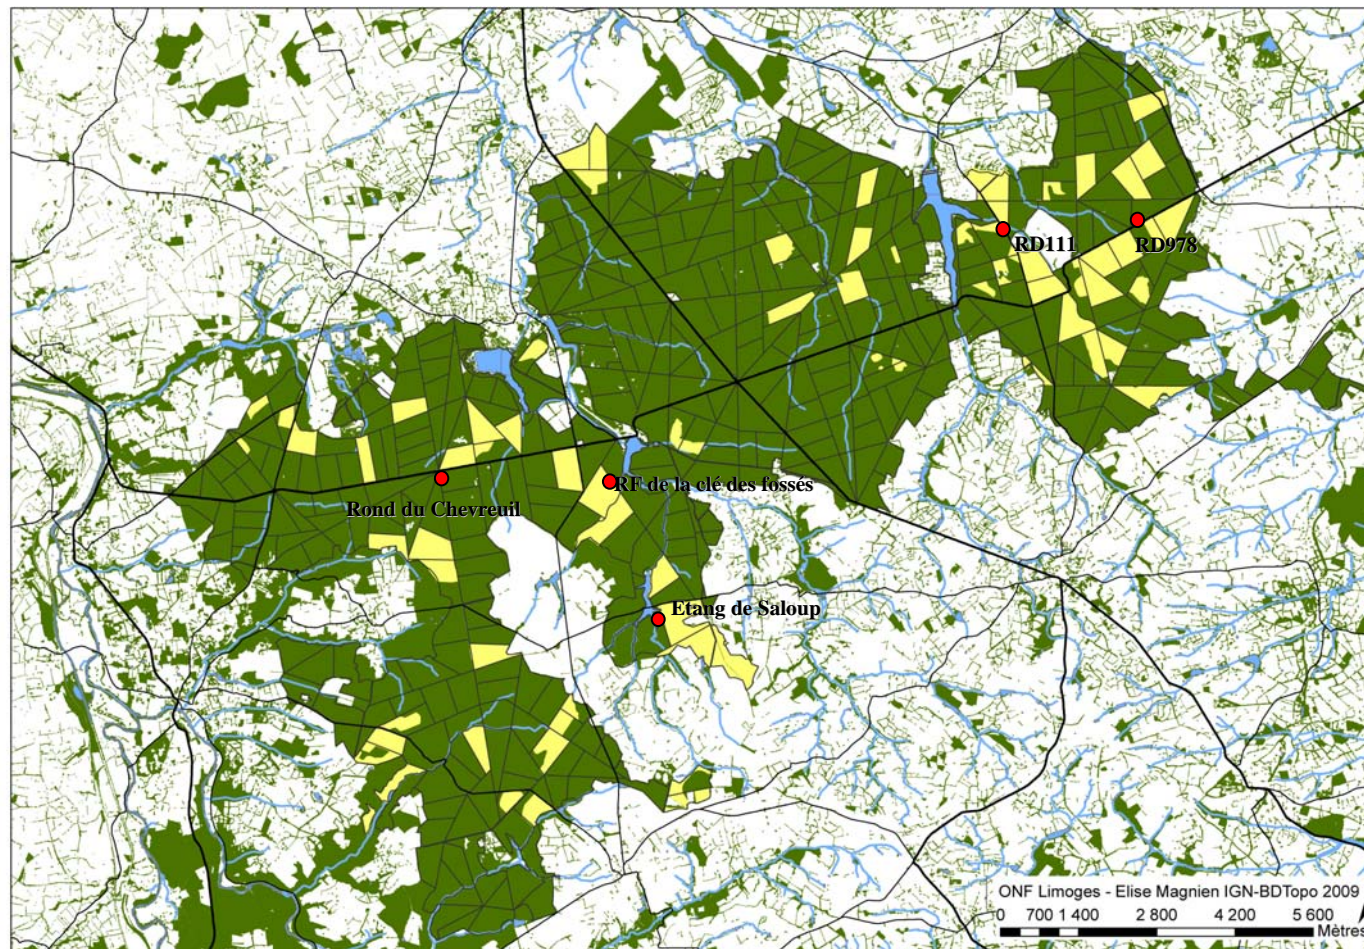 RD111
RD978
RF de la clé des fossés
Rond du Chevreuil
Etang de Saloup
ONF Limoges - Elise Magnien IGN-BDTopo 2009
0 700 1 400 2 800 4 200 5 600
Mètres